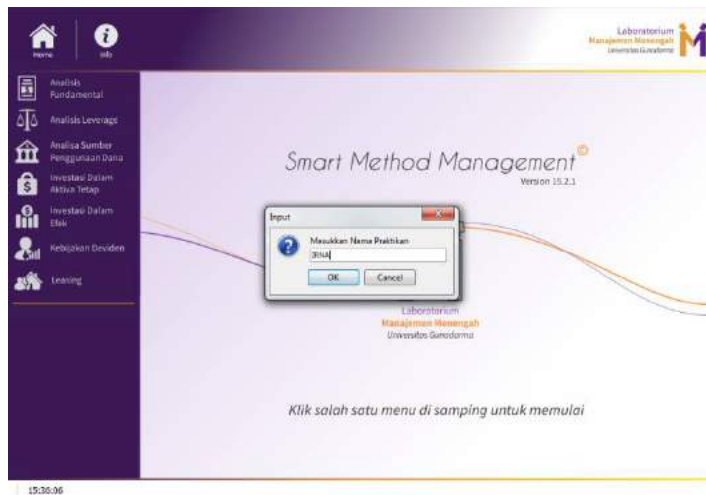 Home
Info
Laboratorium
Manajemen Menengah
Universitas Gunadarma
Analisis
Fundamental
Analisis Leverage
Analisa Sumber
Penggunaan Dana
Investasi Dalam
Aktiva Tetap
Investasi Dalam
Efek
Kebijakan Deviden
Leasing
Smart Method Management©
Version 15.2.1
Input
Masukkan Nama Praktikan
IRNA
OK
Cancel
Laboratorium
Manajemen Menengah
Universitas Gunadarma
Klik salah satu menu di samping untuk memulai
15:36:06